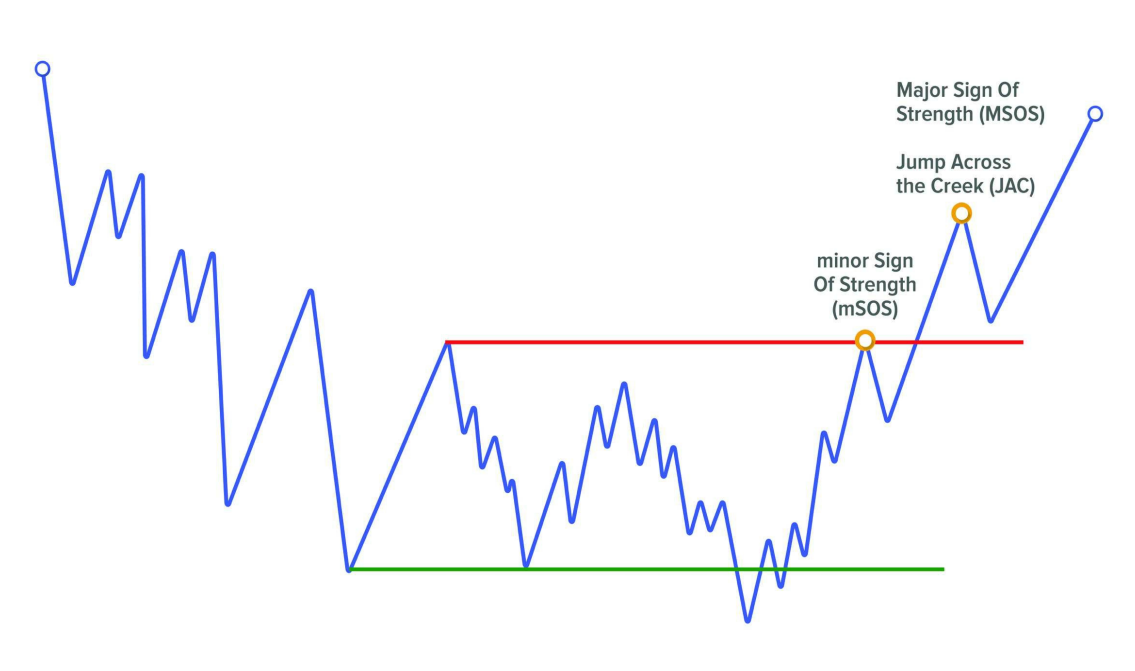 Major Sign Of
Strength (MSOS)
Jump Across
the Creek (JAC)
minor Sign
Of Strength
(mSOS)